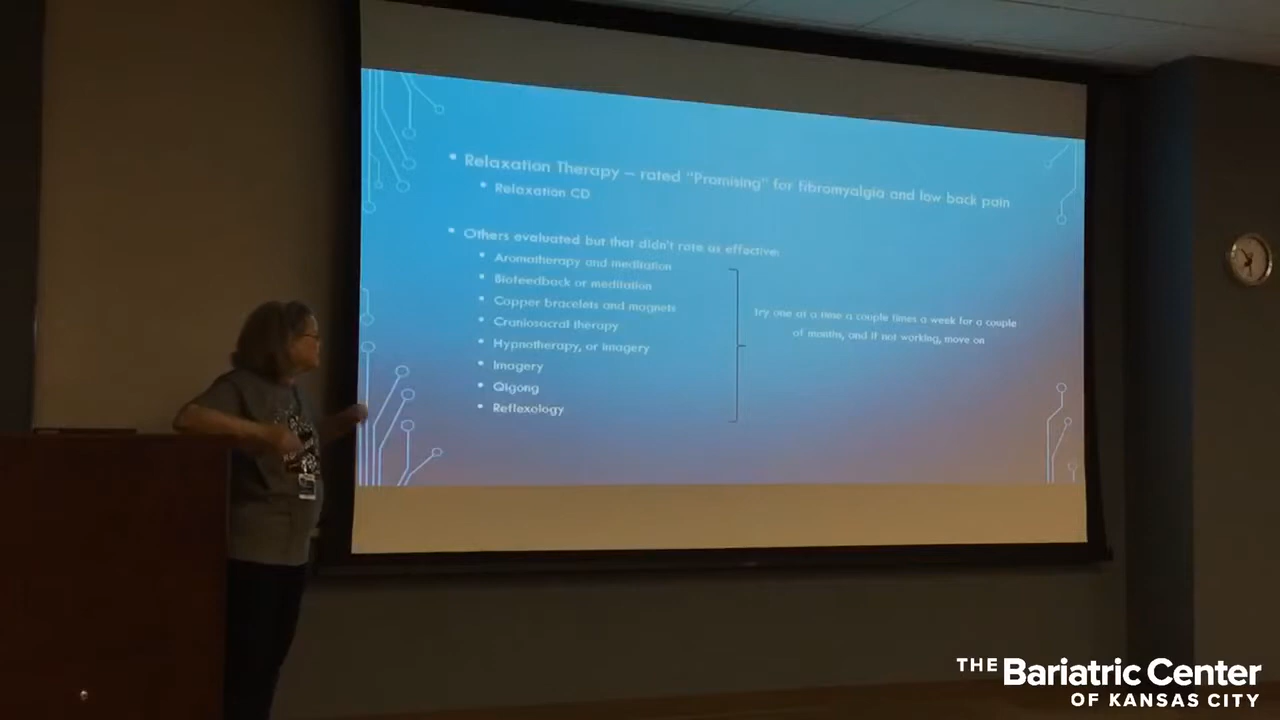 Relaxation Therapy – rated "Promising" for fibromyalgia and low back pain
Relaxation CD
Others evaluated but that didn't rate as effective:
Aromatherapy and meditation
Biofeedback or meditation
Copper bracelets and magnets
Craniosacral therapy
Hypnotherapy, or imagery
Imagery
Qigong
Reflexology
Try one at a time a couple times a week for a couple
of months, and if not working, move on
THE Bariatric Center
OF KANSAS CITY